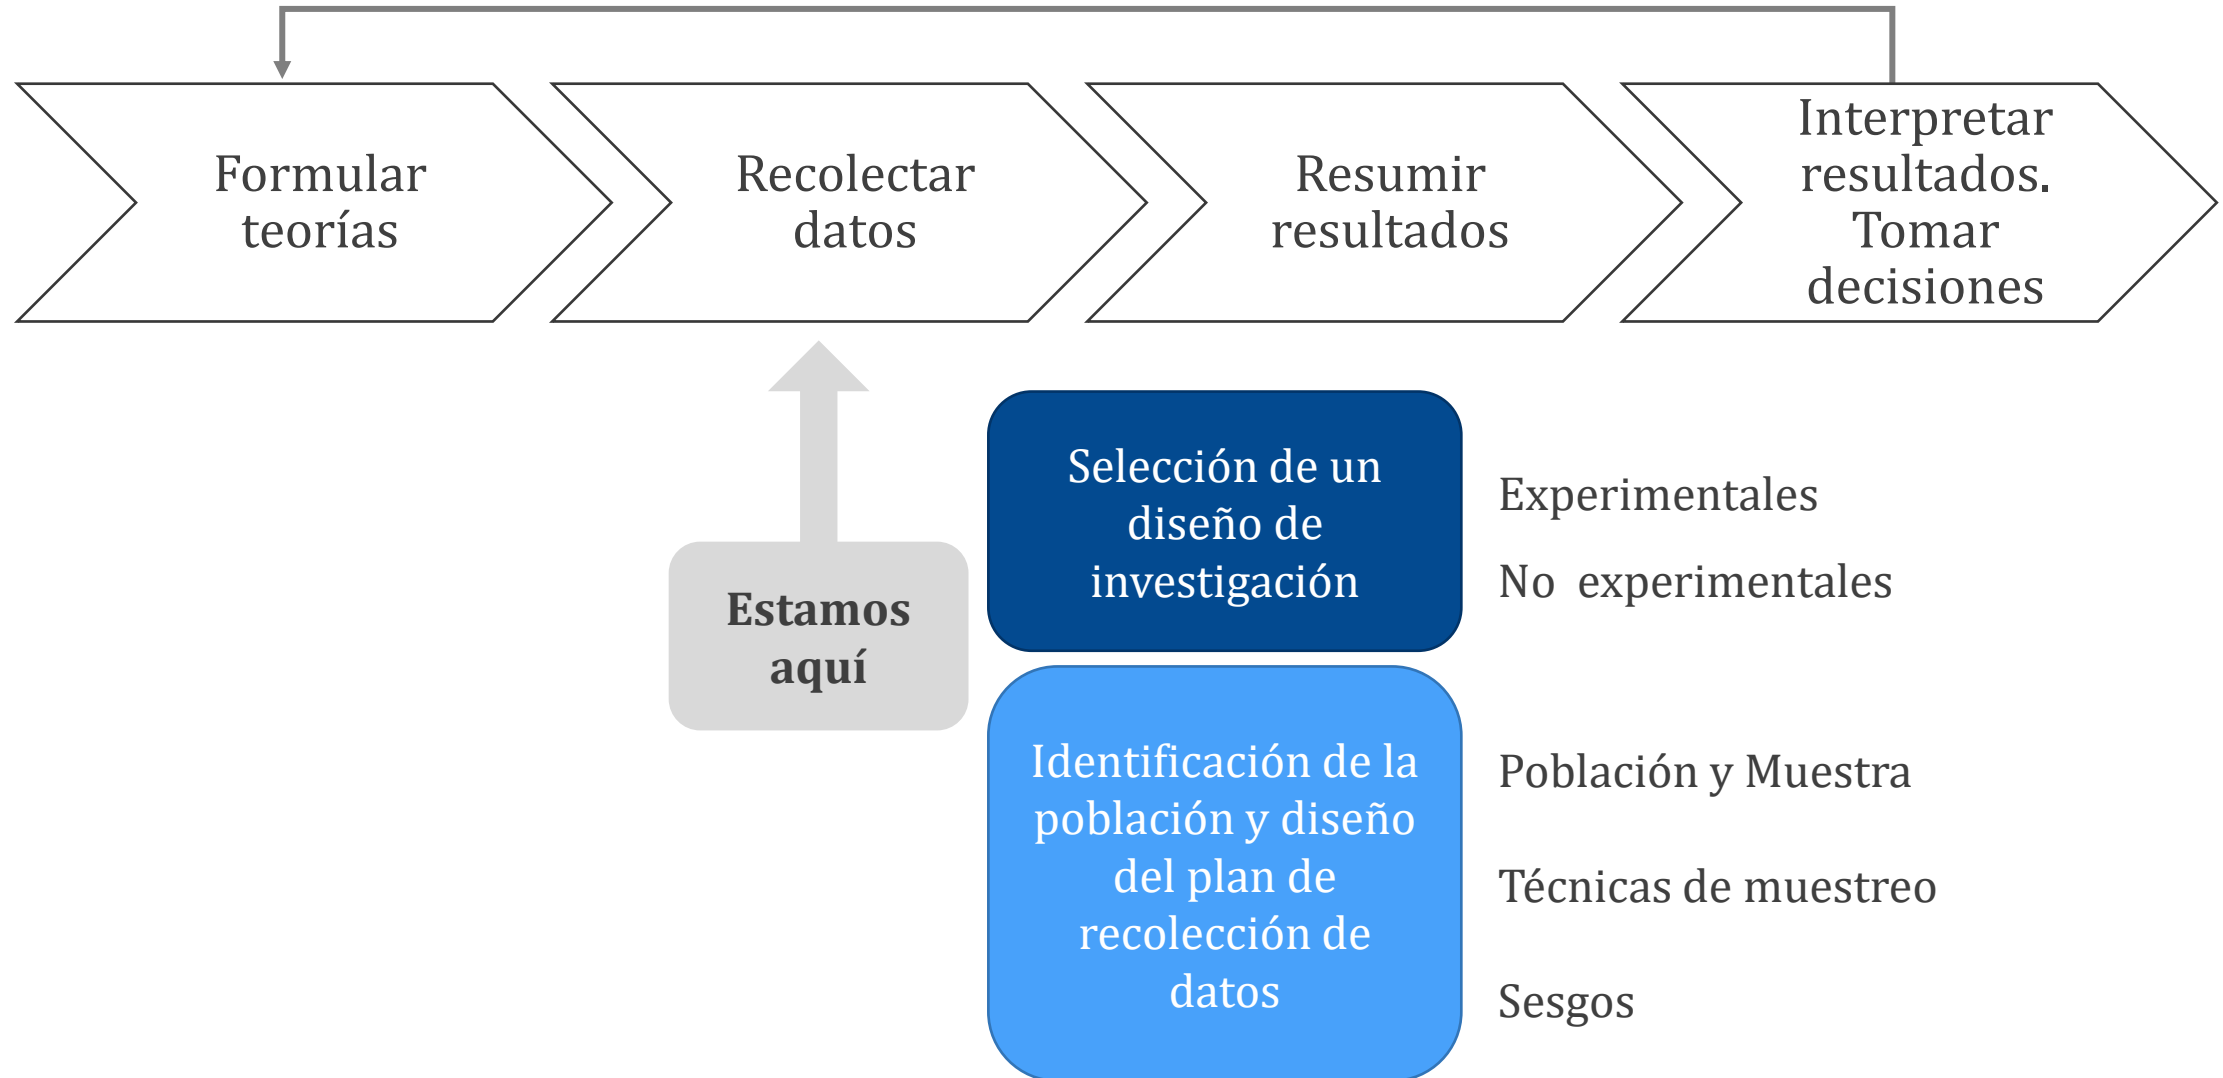 Formular
teorías
Recolectar
datos
Resumir
resultados
Interpretar
resultados.
Tomar
decisiones
Estamos
aquí
Selección de un
diseño de
investigación
Experimentales
No  experimentales
Identificación de la
población y diseño
del plan de
recolección de
datos
Población y Muestra
Técnicas de muestreo
Sesgos